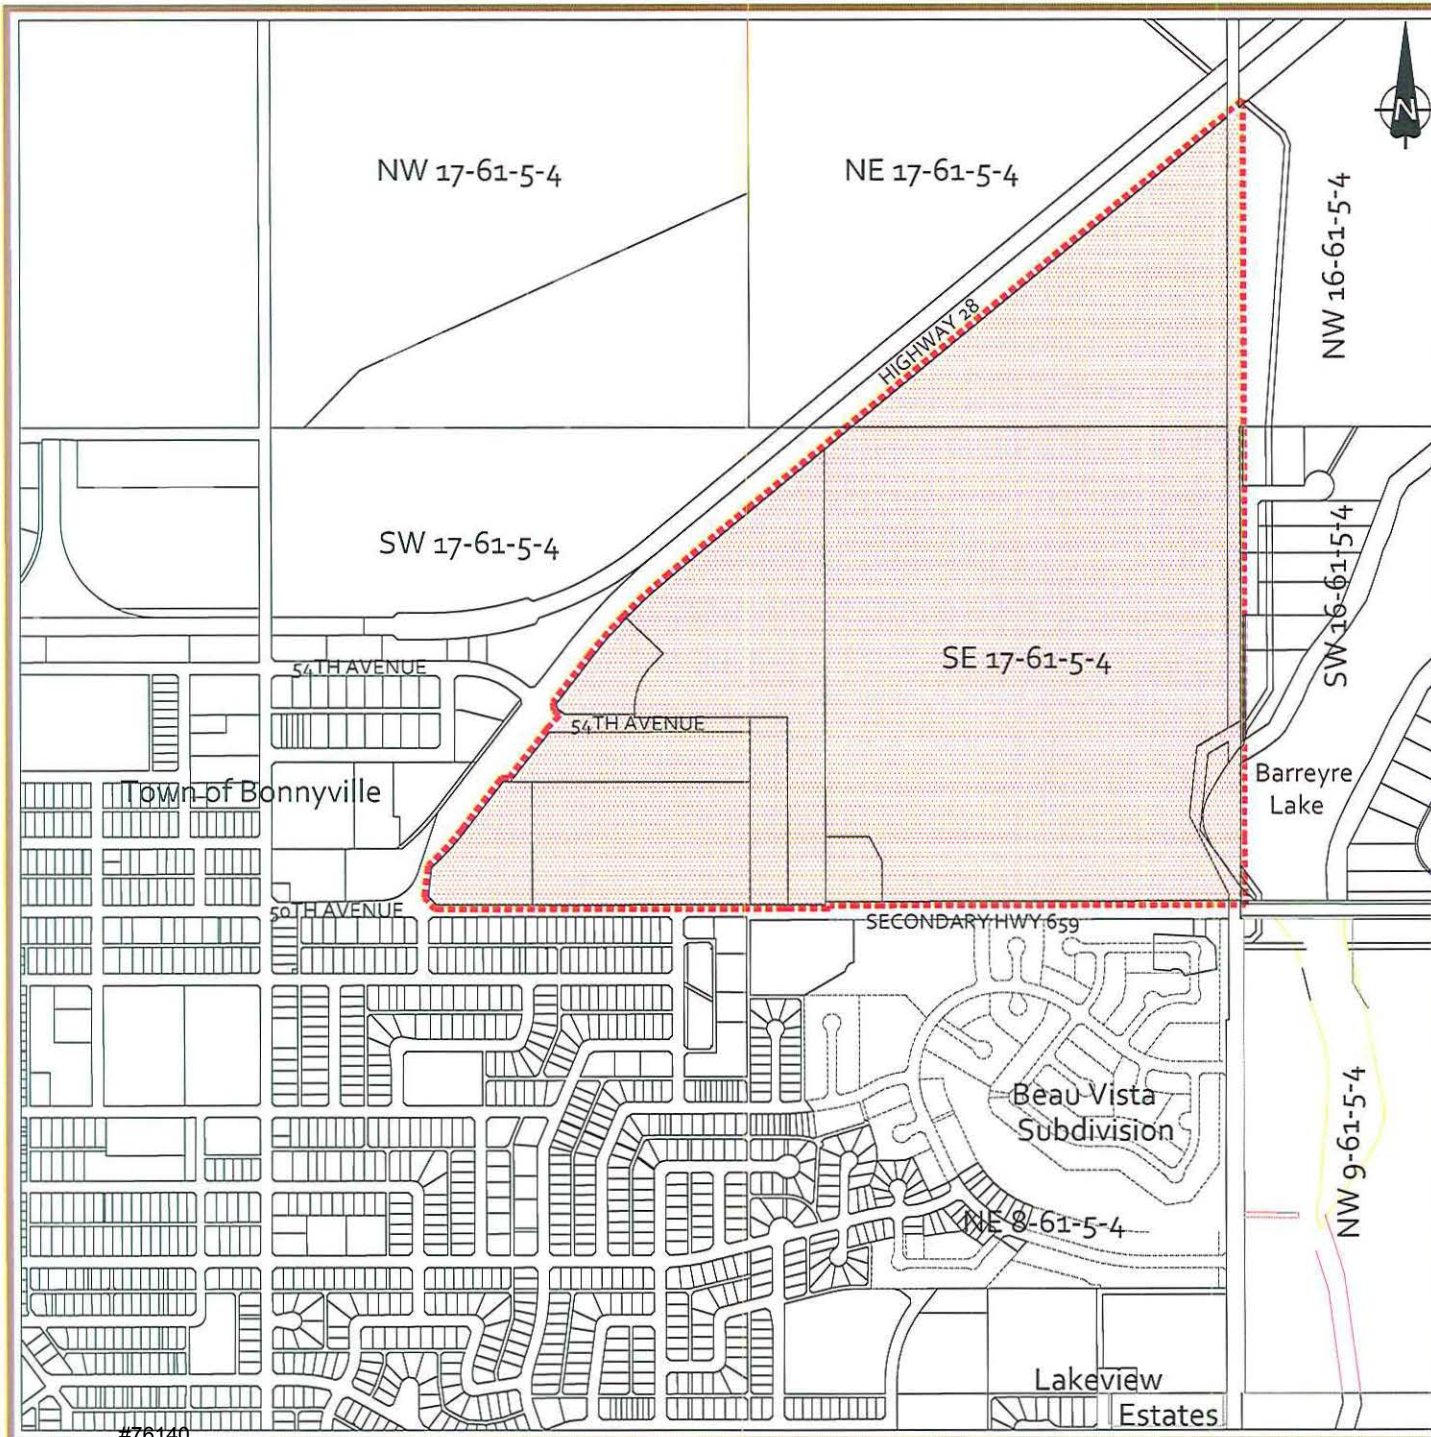 N
NW 17-61-5-4
NE 17-61-5-4
NW 16-61-5-4
HIGHWAY 28
SW 17-61-5-4
SW 16-61-5-4
SE 17-61-5-4
54TH AVENUE
54TH AVENUE
Town of Bonnyville
Barreyre
Lake
50TH AVENUE
SECONDARY HWY 659
Beau Vista
Subdivision
NW 9-61-5-4
NE 8-61-5-4
Lakeview
Estates
#76140